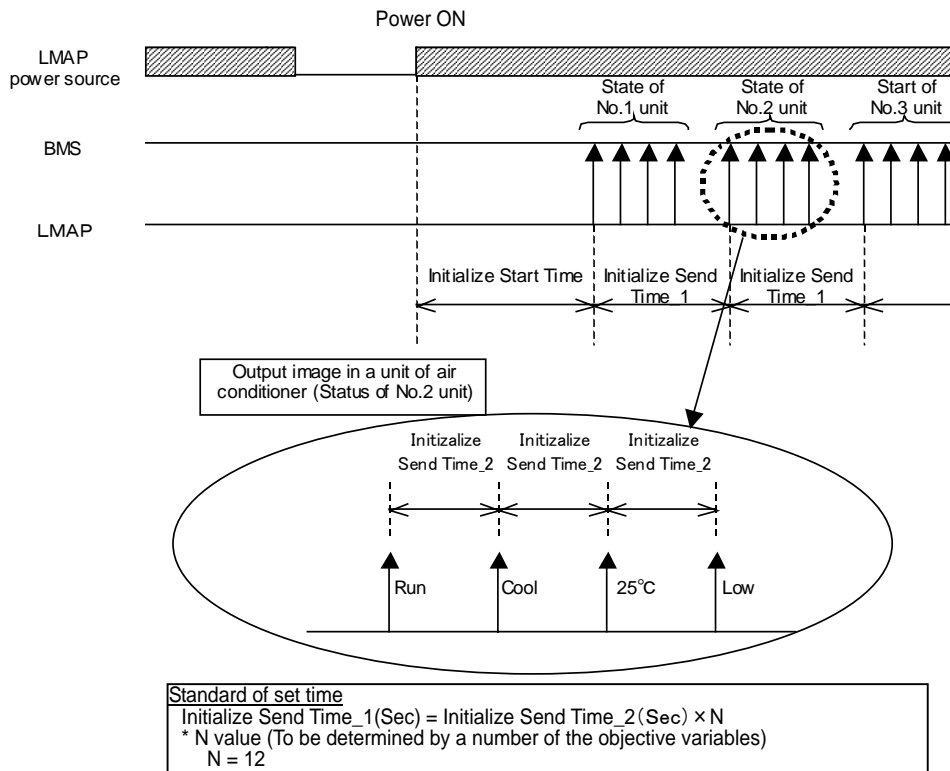 Power ON
LMAP
power source
State of
No.1 unit
State of
No.2 unit
Start of
No.3 unit
BMS
LMAP
Initialize Start Time
Initialize Send
Time_1
Initialize Send
Time_1
Output image in a unit of air
conditioner (Status of No.2 unit)
Initizalize
Send Time_2
Initizalize
Send Time_2
Initizalize
Send Time_2
Run
Cool
25°C
Low
Standard of set time
Initialize Send Time_1(Sec) = Initialize Send Time_2(Sec) × N
* N value (To be determined by a number of the objective variables)
N = 12